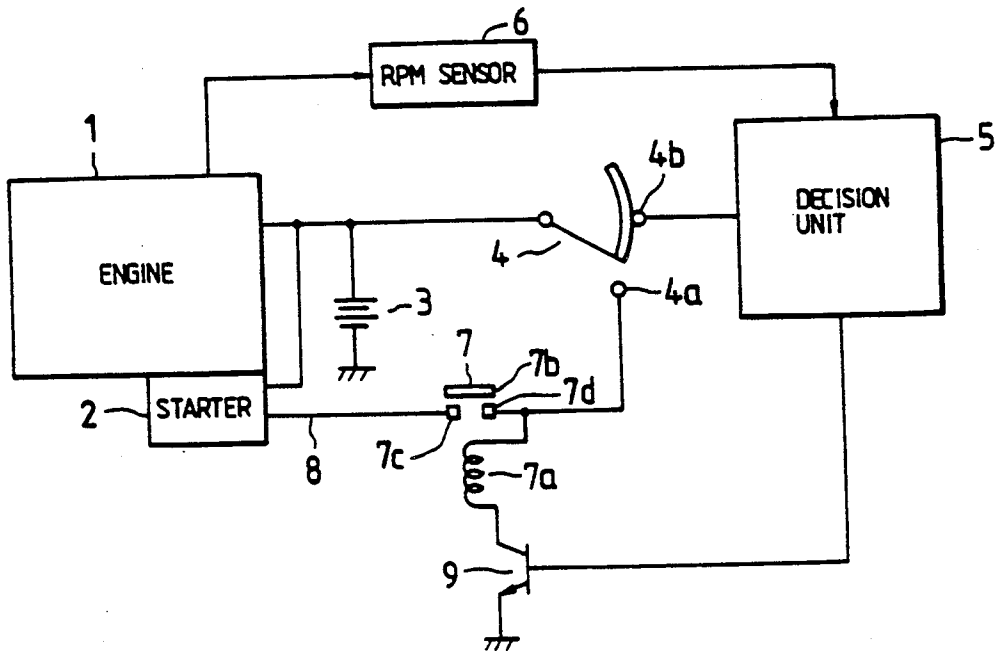 6
RPM SENSOR
1
5
4b
DECISION
UNIT
4
ENGINE
4a
3
7
7b
7d
2
STARTER
7c
8
7a
9